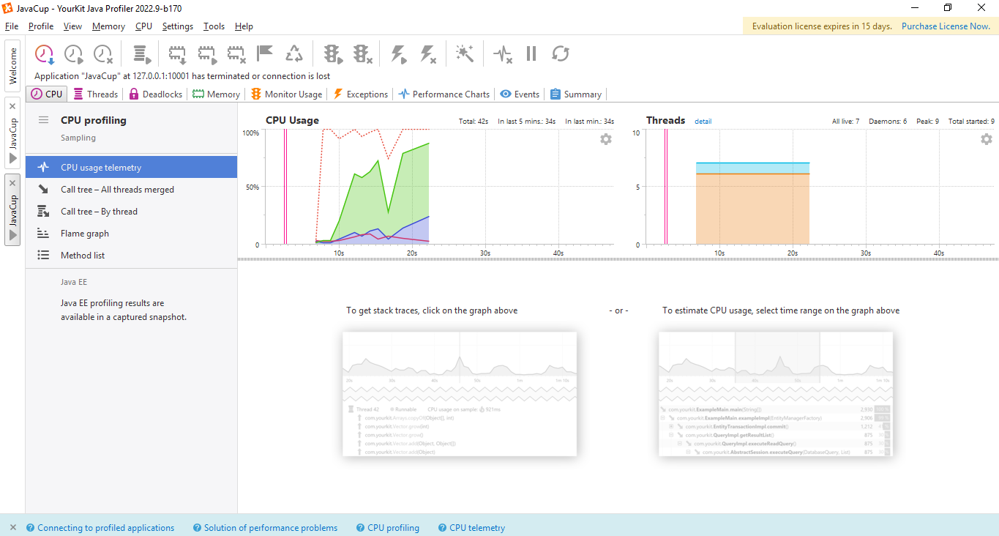 JavaCup - YourKit Java Profiler 2022.9-b170
File Profile View Memory CPU Settings Tools Help
Evaluation license expires in 15 days. Purchase License Now.
Welcome
JavaCup
JavaCup
Application "JavaCup" at 127.0.0.1:10001 has terminated or connection is lost
CPU Threads Deadlocks Memory Monitor Usage Exceptions Performance Charts Events Summary
CPU profiling
Sampling
CPU usage telemetry
Call tree – All threads merged
Call tree – By thread
Flame graph
Method list
Java EE
Java EE profiling results are
available in a captured snapshot.
CPU Usage Total: 42s In last 5 mins.: 34s In last min.: 34s
100%
50%
0
10s 20s 30s 40s
Threads detail All live: 7 Daemons: 6 Peak: 9 Total started: 9
10
5
0
10s 20s 30s 40s
To get stack traces, click on the graph above
- or -
To estimate CPU usage, select time range on the graph above
20s 30s 40s 50s 1m 1m 10s
Thread 42 Runnable CPU usage on sample: 921ms
com.yourkit.Arrays.copyOf(Object[], int)
com.yourkit.Vector.grow(int)
com.yourkit.Vector.grow()
com.yourkit.Vector.add(Object, Object[])
com.yourkit.Vector.add(Object)
20s 30s 40s 50s 1m 1m 10s
com.yourkit.ExampleMain.main(String[]) 2,930
com.yourkit.ExampleMain.exampleImpl(EntityManagerFactory) 2,906
com.yourkit.EntityTransactionImpl.commit() 1,212
com.yourkit.QueryImpl.getResultList() 875
com.yourkit.QueryImpl.executeReadQuery() 875
com.yourkit.AbstractSession.executeQuery(DatabaseQuery, List) 875
Connecting to profiled applications Solution of performance problems CPU profiling CPU telemetry